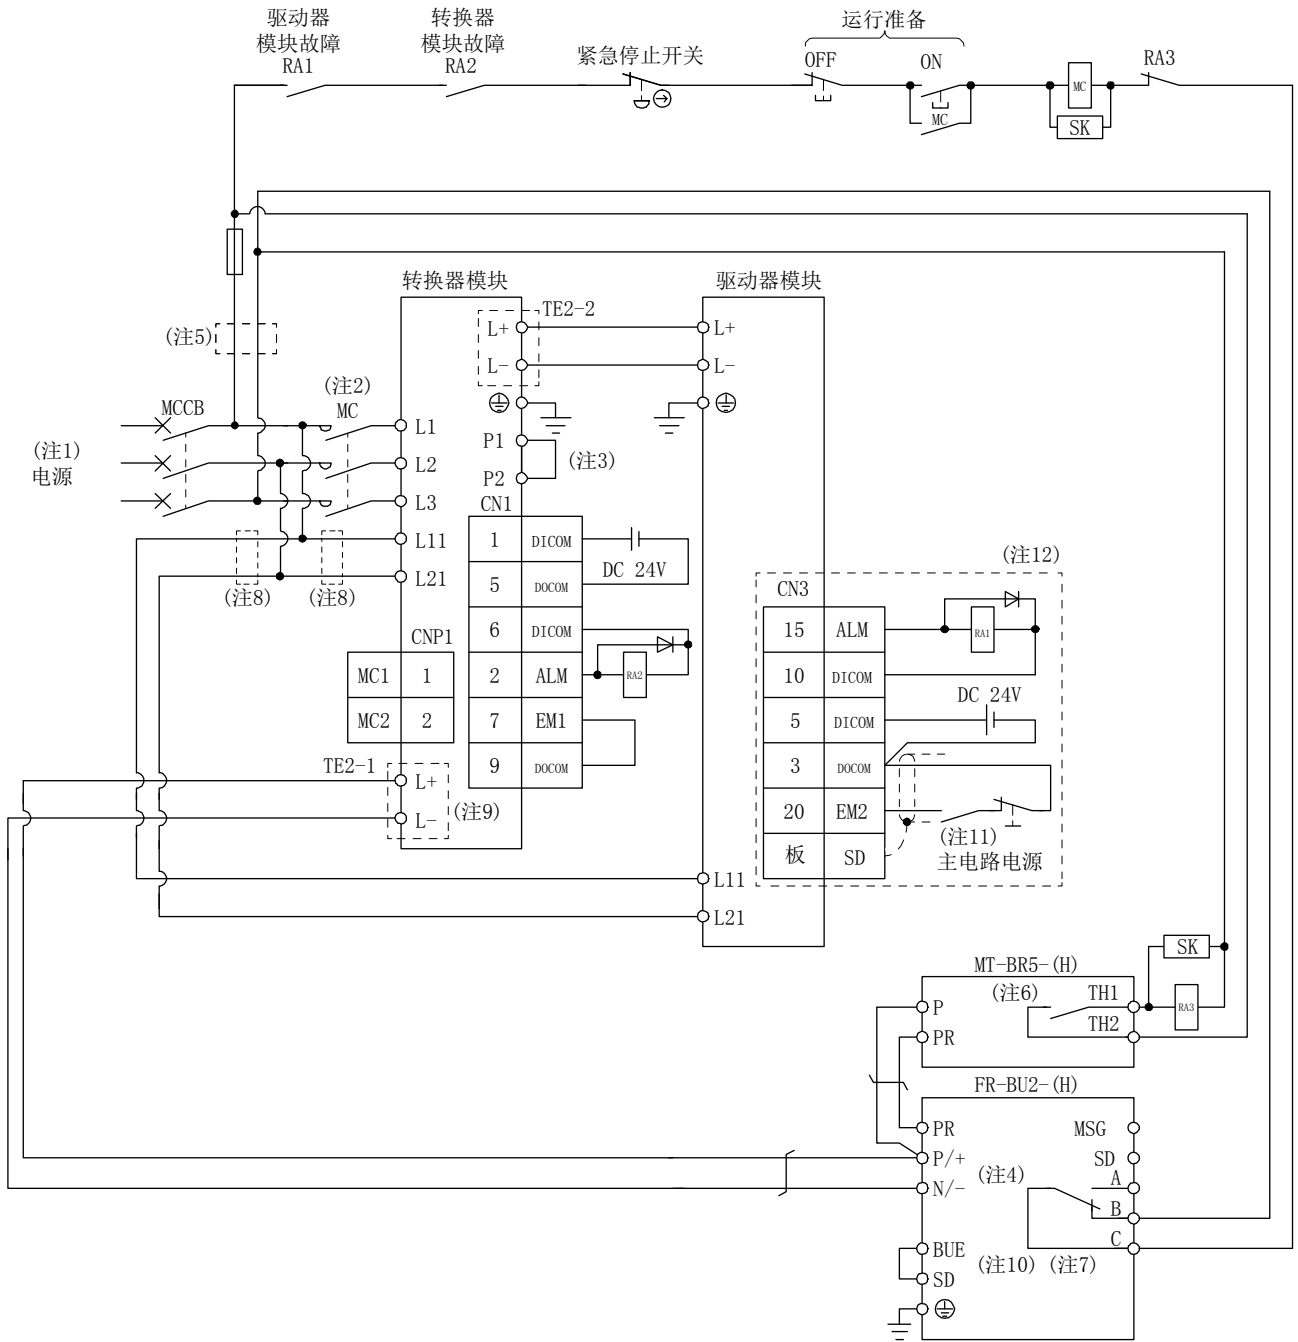 驱动器
模块故障
RA1
转换器
模块故障
RA2
紧急停止开关
运行准备
OFF
ON
MC
MC
SK
RA3
转换器模块
驱动器模块
TE2-2
L+
L+
L-
L-
(注5)
(注2)
MCCB
MC
L1
(注1)
电源
L2
L3
P1
P2
(注3)
L11
L21
(注8)
(注8)
CN1
1 DICOM
5 DOCOM
6 DICOM
2 ALM
7 EM1
9 DOCOM
DC 24V
RA2
CNP1
MC1 1
MC2 2
TE2-1
L+
L-
(注9)
(注12)
CN3
15 ALM
10 DICOM
5 DICOM
3 DOCOM
20 EM2
板 SD
RA1
DC 24V
(注11)
主电路电源
L11
L21
SK
MT-BR5-(H)
(注6)
P
PR
TH1
TH2
RA3
FR-BU2-(H)
PR
P/+
N/-
MSG
SD
A
B
C
(注4)
BUE
SD
(注10)
(注7)